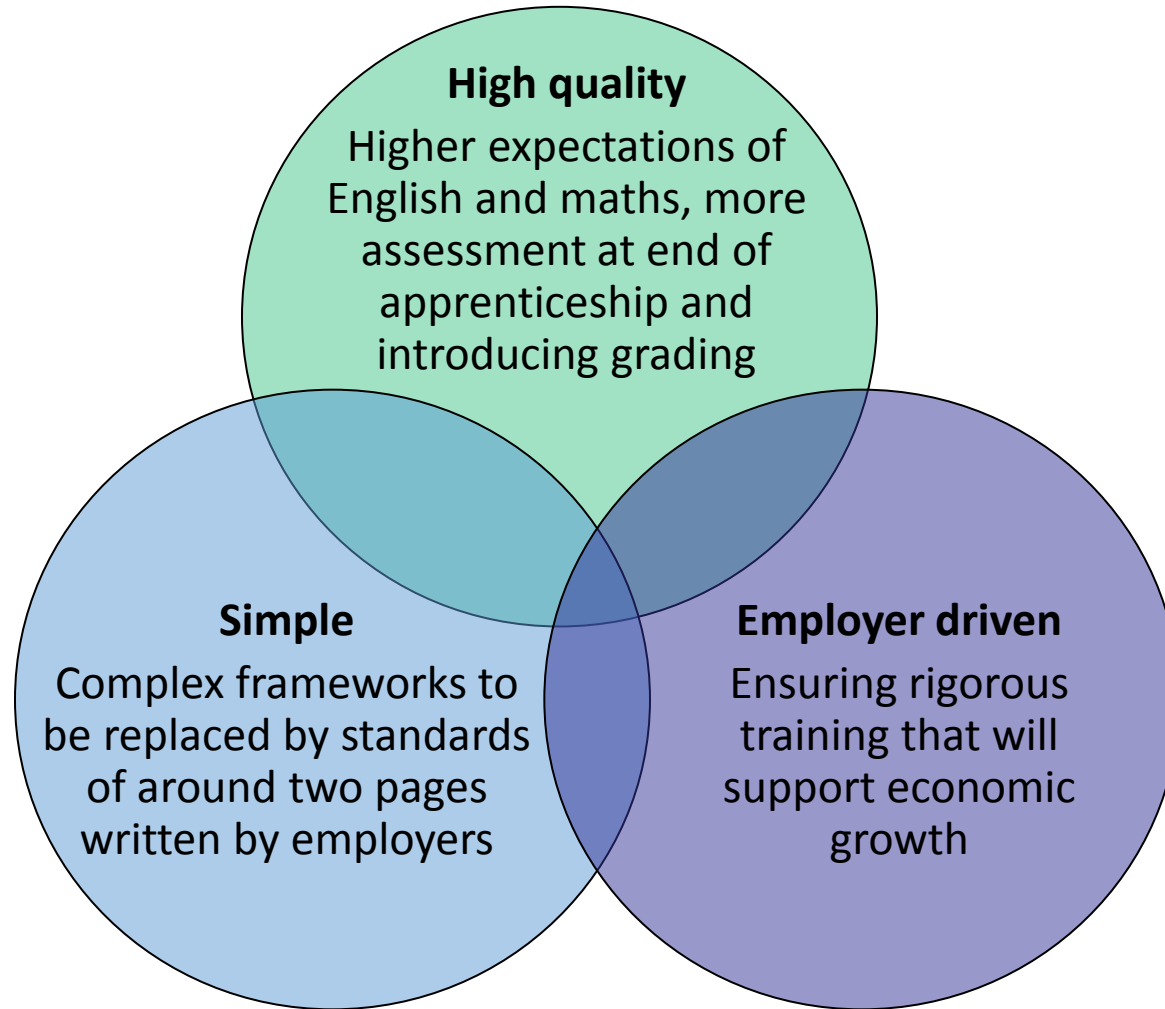 High quality
Higher expectations of
English and maths, more
assessment at end of
apprenticeship and
introducing grading
Simple
Complex frameworks to
be replaced by standards
of around two pages
written by employers
Employer driven
Ensuring rigorous
training that will
support economic
growth